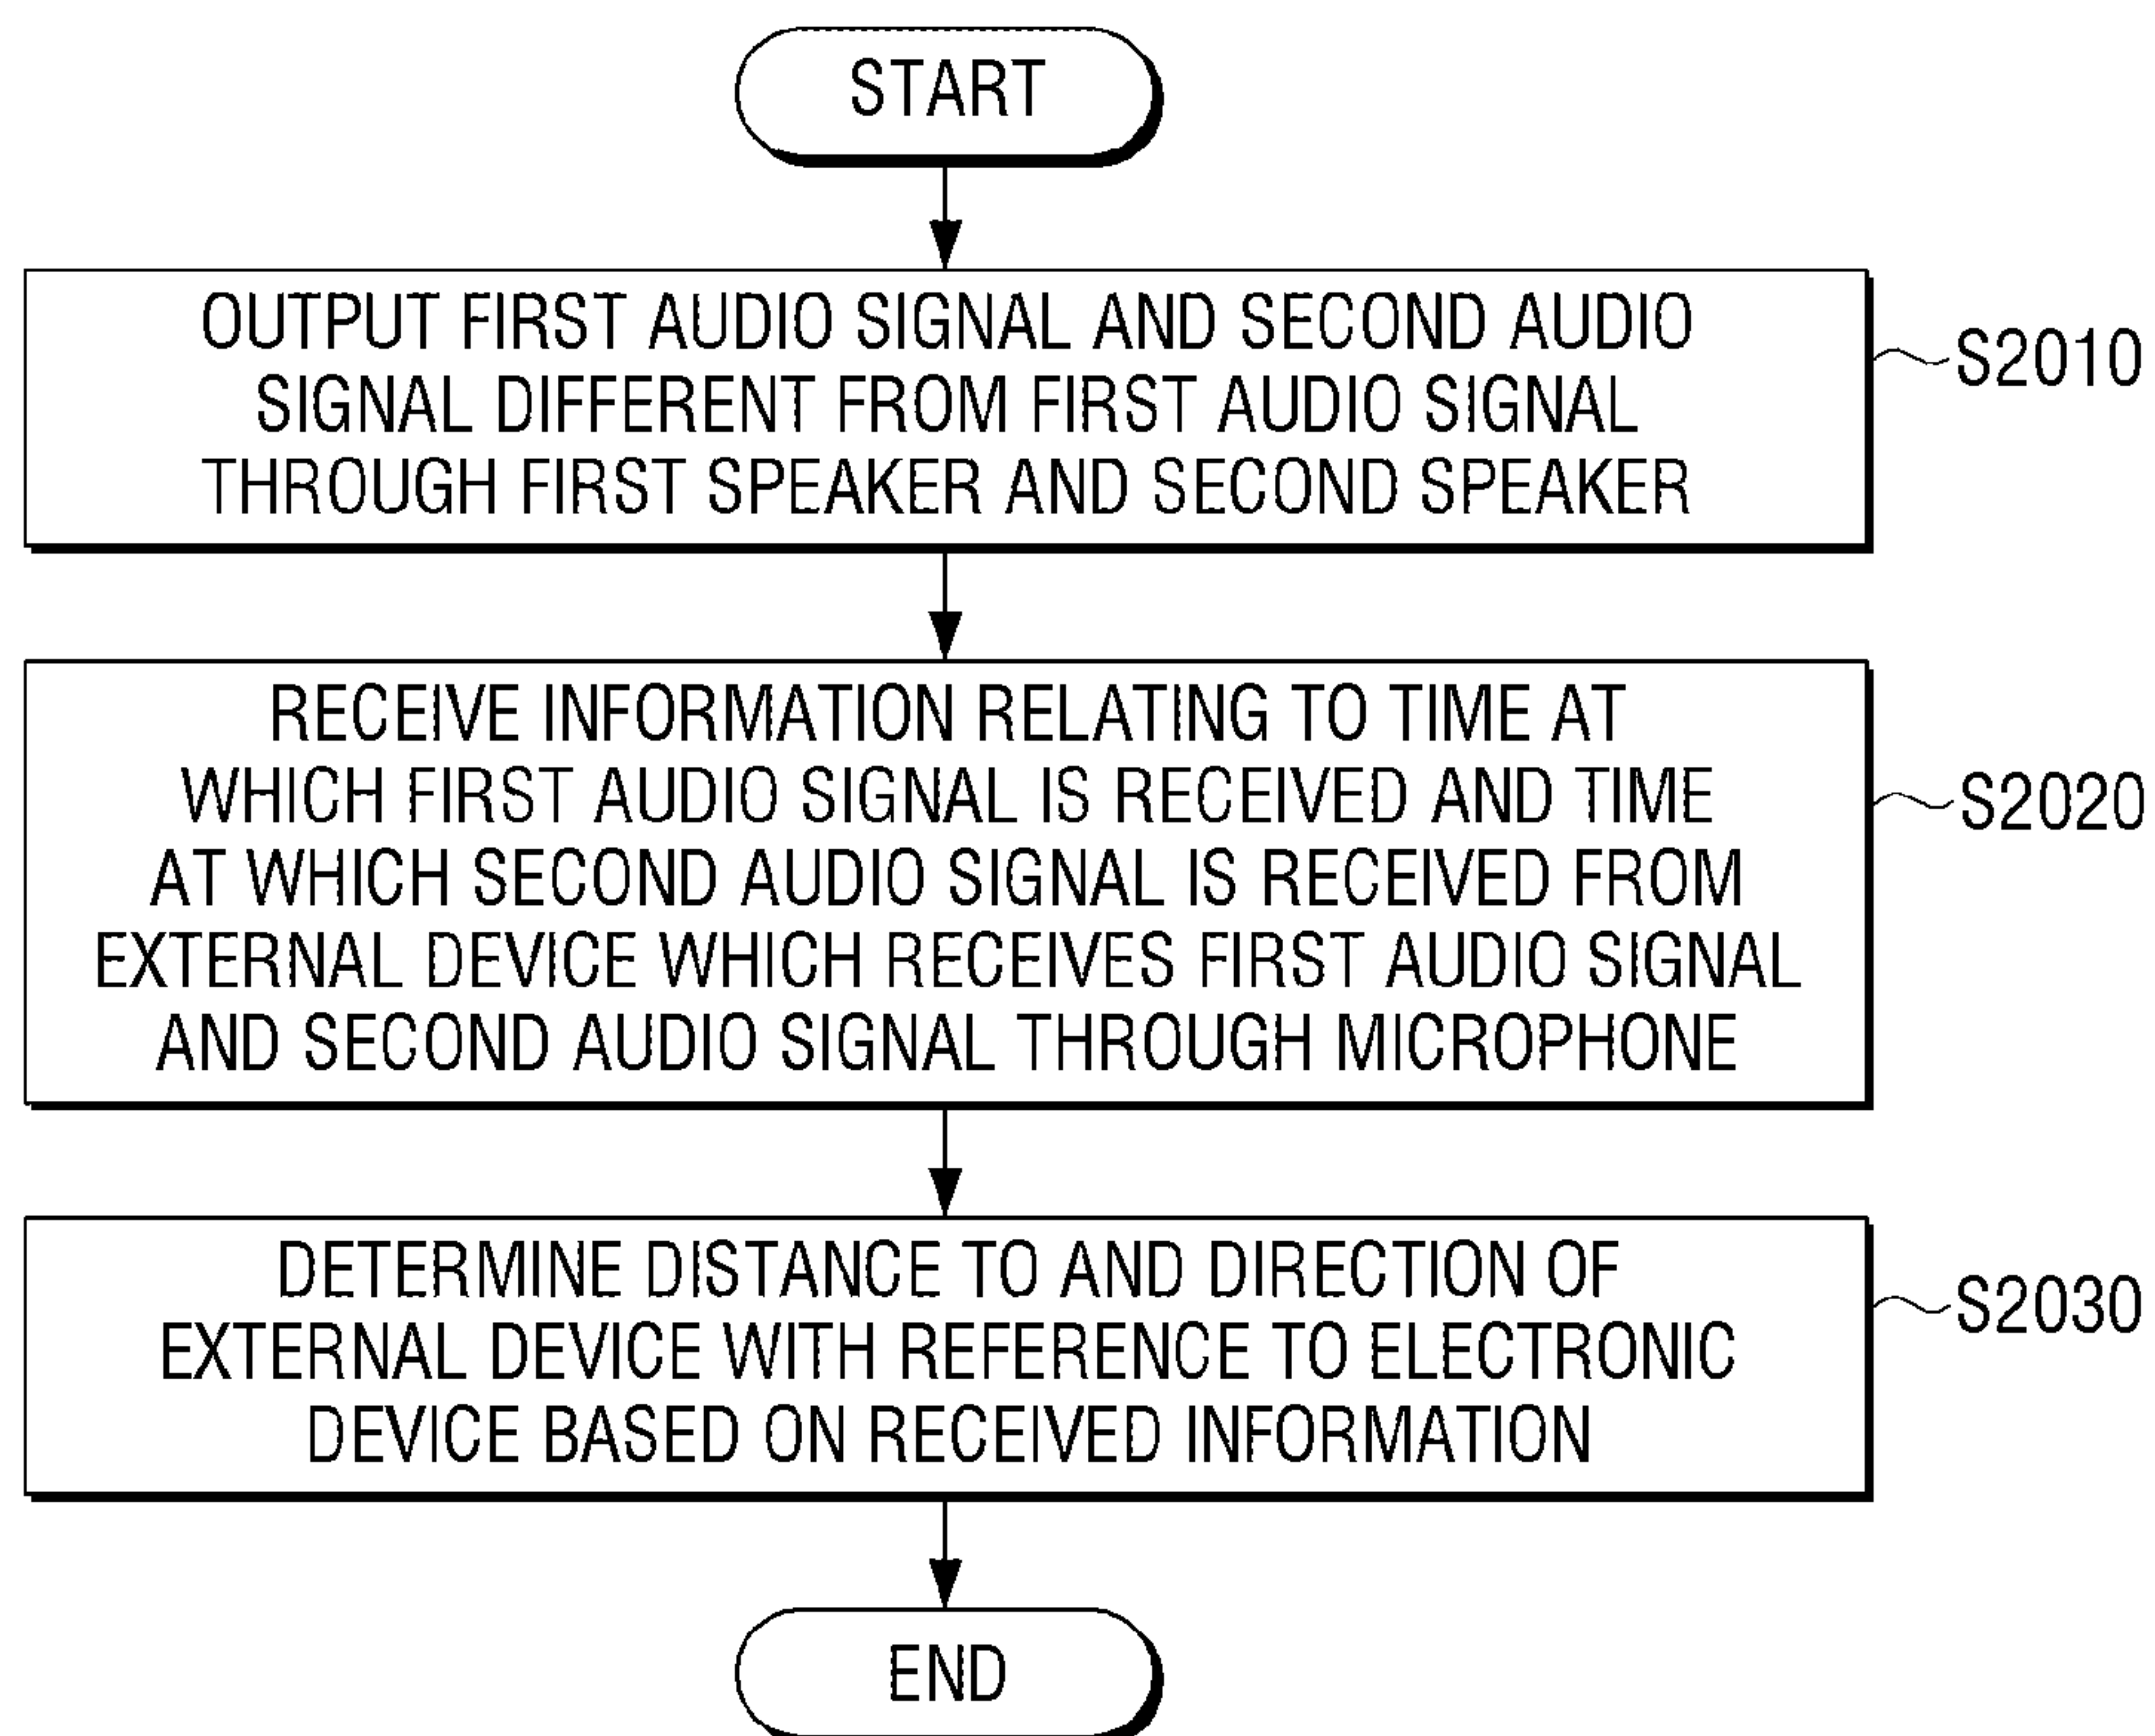 START
OUTPUT FIRST AUDIO SIGNAL AND SECOND AUDIO
SIGNAL DIFFERENT FROM FIRST AUDIO SIGNAL
THROUGH FIRST SPEAKER AND SECOND SPEAKER
S2010
RECEIVE INFORMATION RELATING TO TIME AT
WHICH FIRST AUDIO SIGNAL IS RECEIVED AND TIME
AT WHICH SECOND AUDIO SIGNAL IS RECEIVED FROM
EXTERNAL DEVICE WHICH RECEIVES FIRST AUDIO SIGNAL
AND SECOND AUDIO SIGNAL THROUGH MICROPHONE
S2020
DETERMINE DISTANCE TO AND DIRECTION OF
EXTERNAL DEVICE WITH REFERENCE TO ELECTRONIC
DEVICE BASED ON RECEIVED INFORMATION
S2030
END